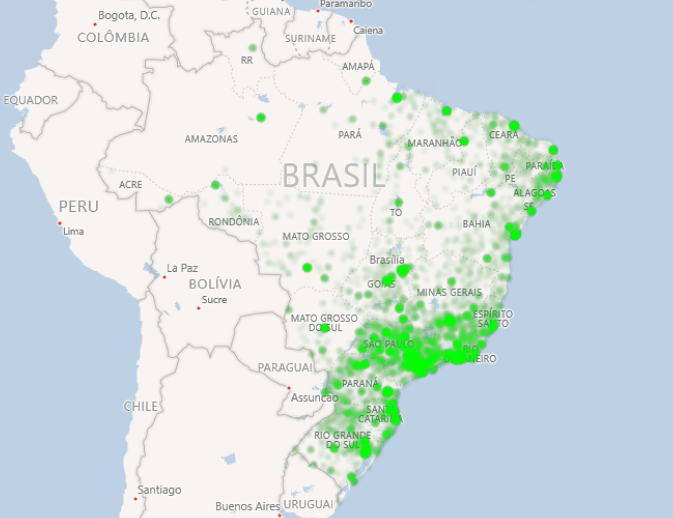 Paramaribo
Bogota, D.C.
GUIANA
COLÔMBIA
SURINAME
Caiena
RR
AMAPÁ
EQUADOR
AMAZONAS
PARÁ
MARANHÃO
CEARÁ
BRASIL
PIAUÍ
PARAÍBA
PE
ACRE
ALAGOAS
SE
PERU
TO
RONDÔNIA
BAHIA
Lima
MATO GROSSO
Brasília
La Paz
GOIÁS
BOLÍVIA
MINAS GERAIS
Sucre
ESPÍRITO
SANTO
MATO GROSSO
DO SUL
SÃO PAULO
RIO
DE JANEIRO
PARAGUAI
PARANÁ
Assunção
CHILE
SANTA
CATARINA
RIO GRANDE
DO SUL
Santiago
Buenos Aires
URUGUAI